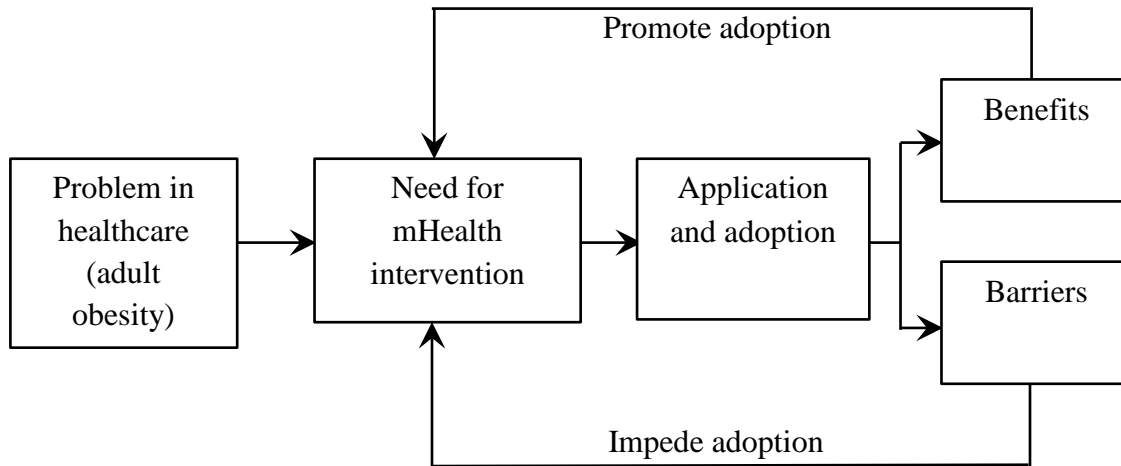 Promote adoption
Benefits
Problem in
healthcare
(adult
obesity)
Need for
mHealth
intervention
Application
and adoption
Barriers
Impede adoption